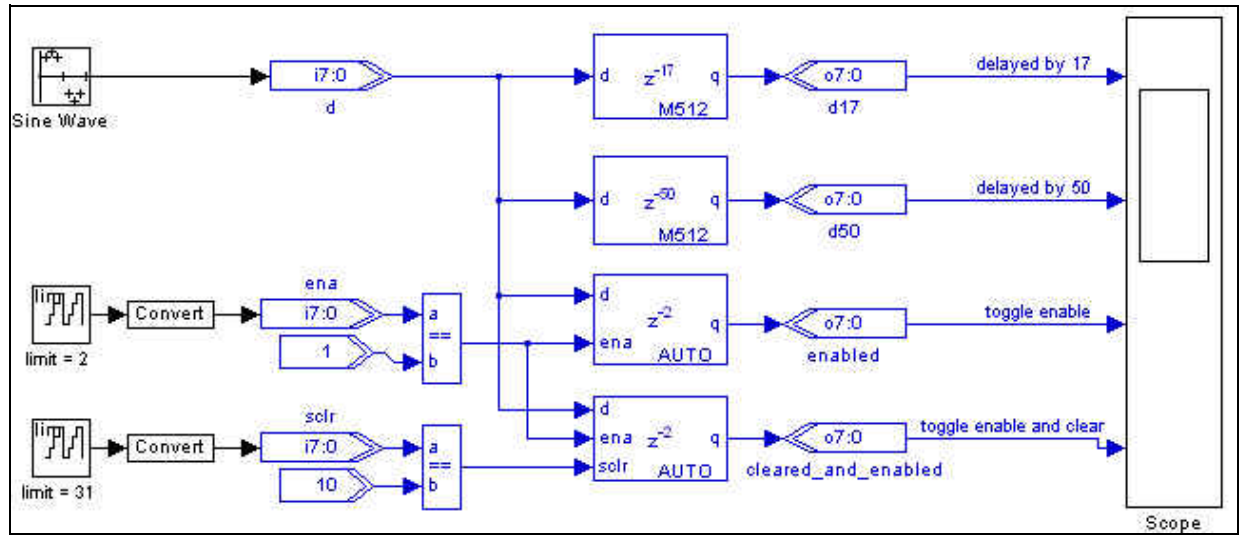 Sine Wave
i7:0
d
d z-17 q
M512
o7:0
d17
delayed by 17
d z-50 q
M512
o7:0
d50
delayed by 50
lim
limit = 2
Convert
ena
i7:0
1
a
==
b
d
z-2 q
ena
AUTO
o7:0
enabled
toggle enable
lim
limit = 31
Convert
sclr
i7:0
10
a
==
b
d
ena z-2 q
sclr
AUTO
o7:0
cleared_and_enabled
toggle enable and clear
Scope